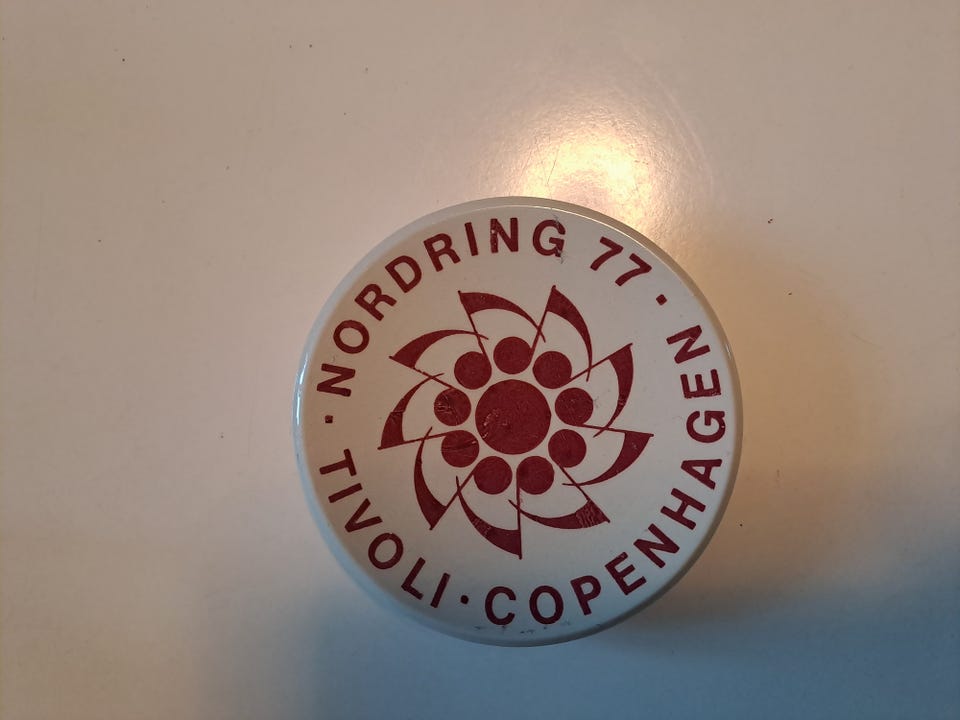 · NORDRING 77 ·
TIVOLI · COPENHAGEN